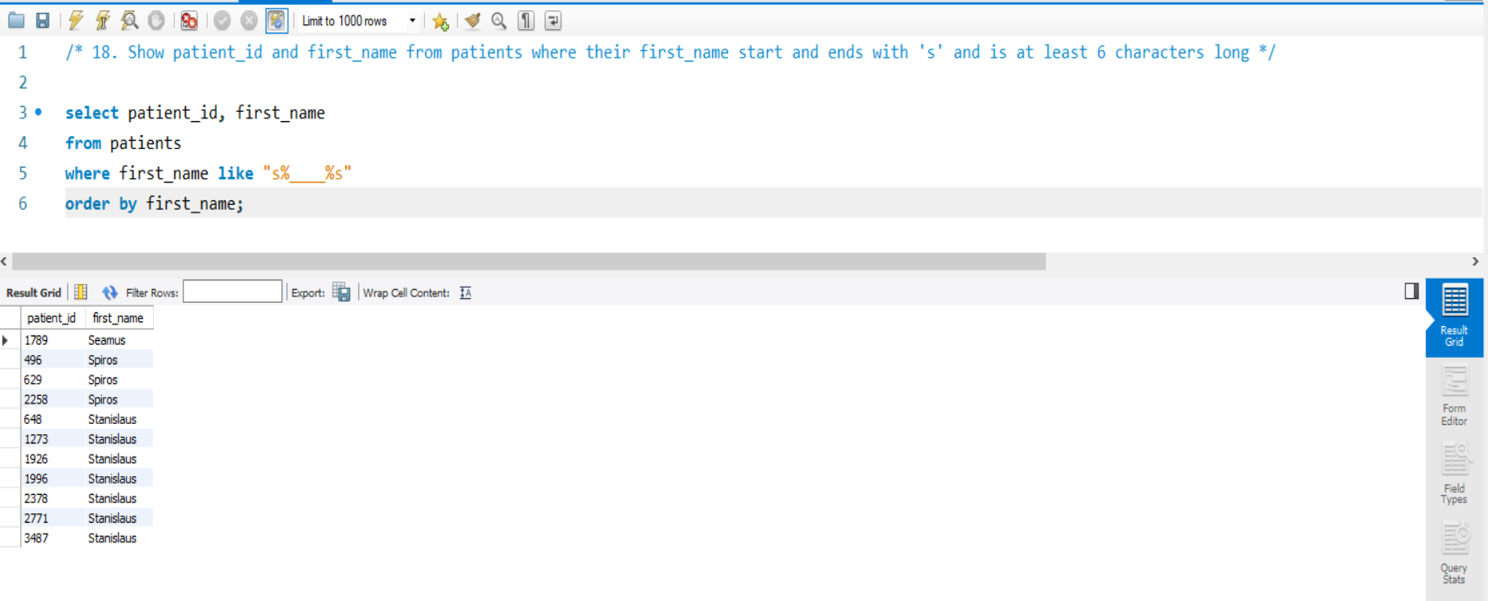 Limit to 1000 rows
1 /* 18. Show patient_id and first_name from patients where their first_name start and ends with 's' and is at least 6 characters long */
2
3 select patient_id, first_name
4 from patients
5 where first_name like "s%____%s"
6 order by first_name;
Result Grid Filter Rows: Export: Wrap Cell Content:
patient_id first_name
1789 Seamus
496 Spiros
629 Spiros
2258 Spiros
648 Stanislaus
1273 Stanislaus
1926 Stanislaus
1996 Stanislaus
2378 Stanislaus
2771 Stanislaus
3487 Stanislaus
Result
Grid
Form
Editor
Field
Types
Query
Stats